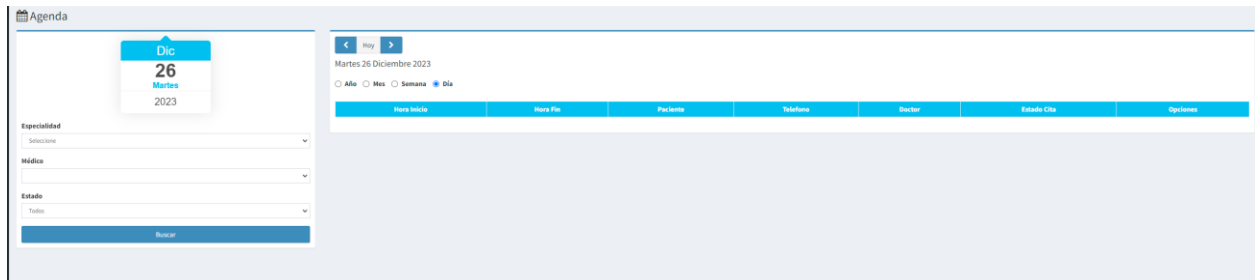 Agenda
Dic
26
Martes
2023
Especialidad
Seleccione
Médico
Estado
Todos
Buscar
Hoy
Martes 26 Diciembre 2023
Año Mes Semana Día
Hora Inicio Hora Fin Paciente Telefono Doctor Estado Cita Opciones